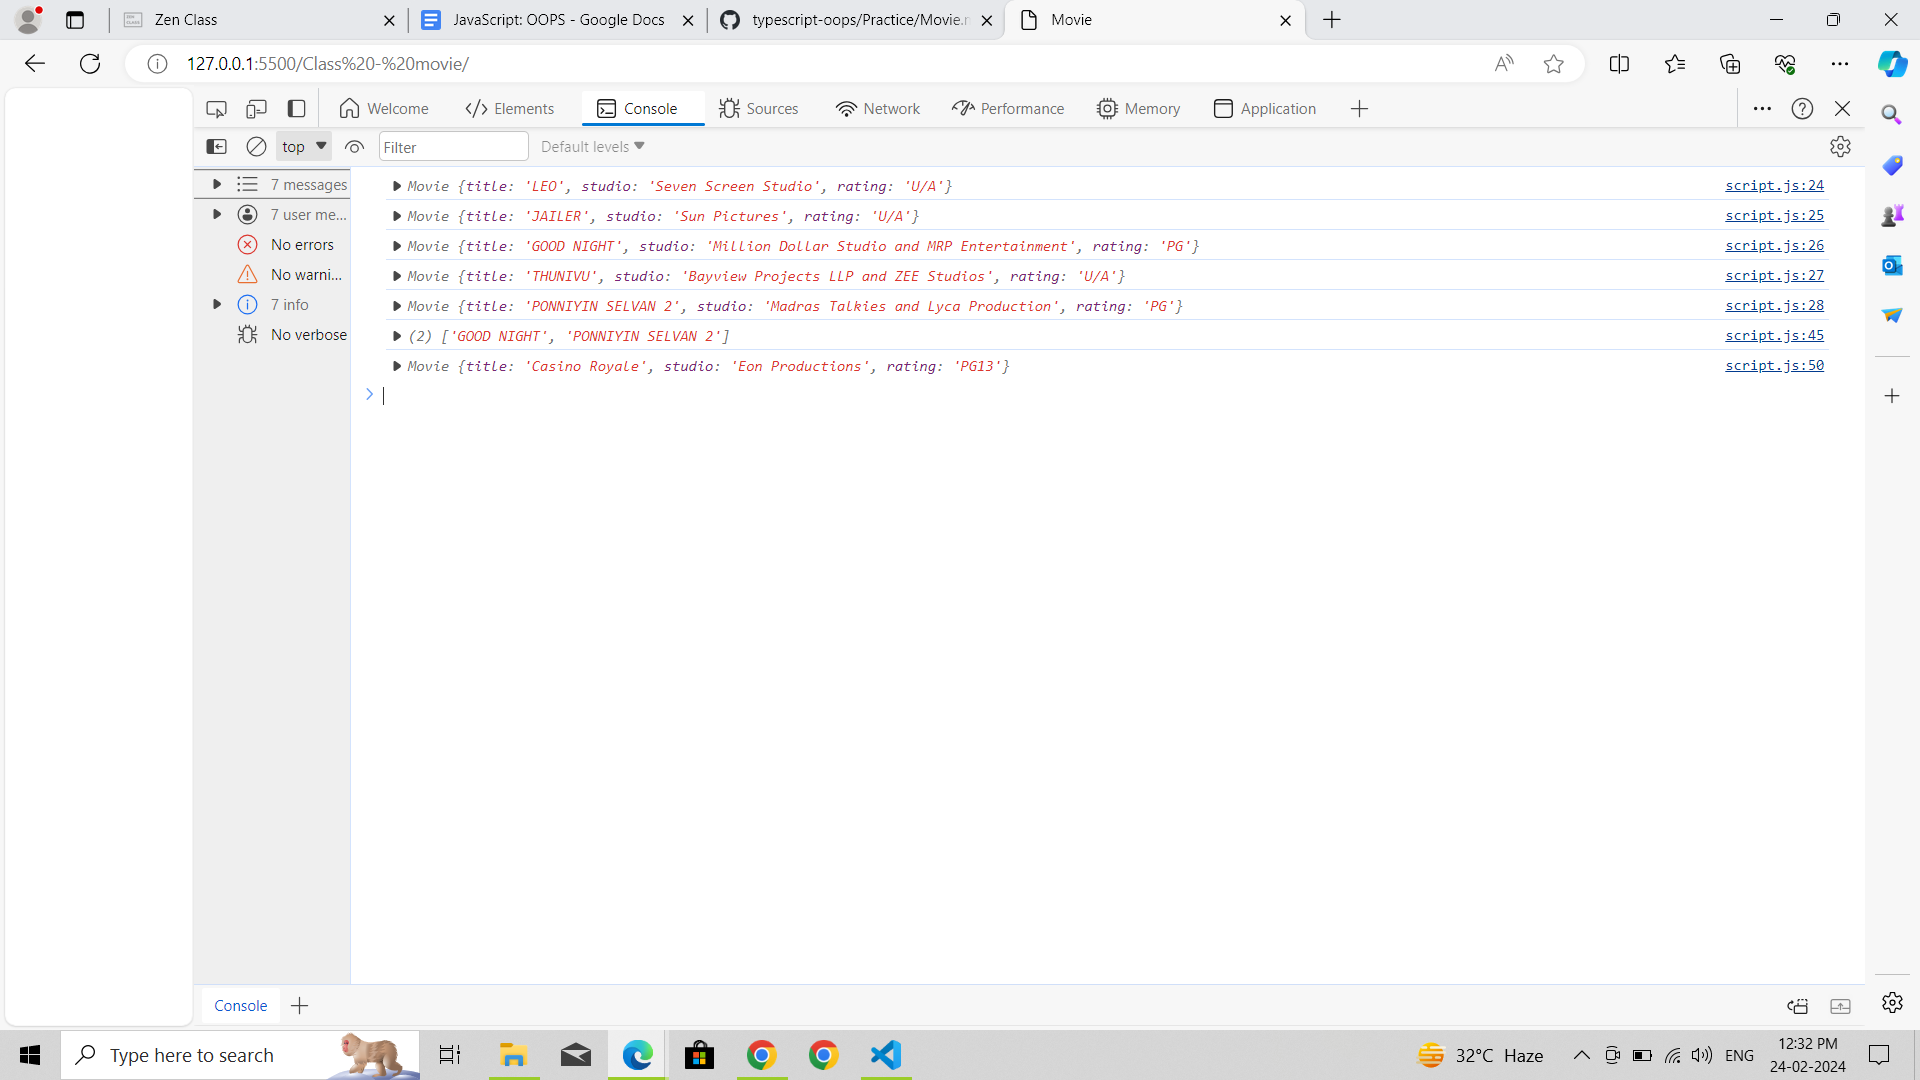 Zen Class
JavaScript: OOPS - Google Docs
typescript-oops/Practice/Movie.
Movie
127.0.0.1:5500/Class%20-%20movie/
Welcome
Elements
Console
Sources
Network
Performance
Memory
Application
top
Filter
Default levels
7 messages
7 user me...
No errors
No warni...
7 info
No verbose
Movie {title: 'LEO', studio: 'Seven Screen Studio', rating: 'U/A'} script.js:24
Movie {title: 'JAILER', studio: 'Sun Pictures', rating: 'U/A'} script.js:25
Movie {title: 'GOOD NIGHT', studio: 'Million Dollar Studio and MRP Entertainment', rating: 'PG'} script.js:26
Movie {title: 'THUNIVU', studio: 'Bayview Projects LLP and ZEE Studios', rating: 'U/A'} script.js:27
Movie {title: 'PONNIYIN SELVAN 2', studio: 'Madras Talkies and Lyca Production', rating: 'PG'} script.js:28
(2) ['GOOD NIGHT', 'PONNIYIN SELVAN 2'] script.js:45
Movie {title: 'Casino Royale', studio: 'Eon Productions', rating: 'PG13'} script.js:50
Console
Type here to search
32°C Haze
ENG
12:32 PM
24-02-2024